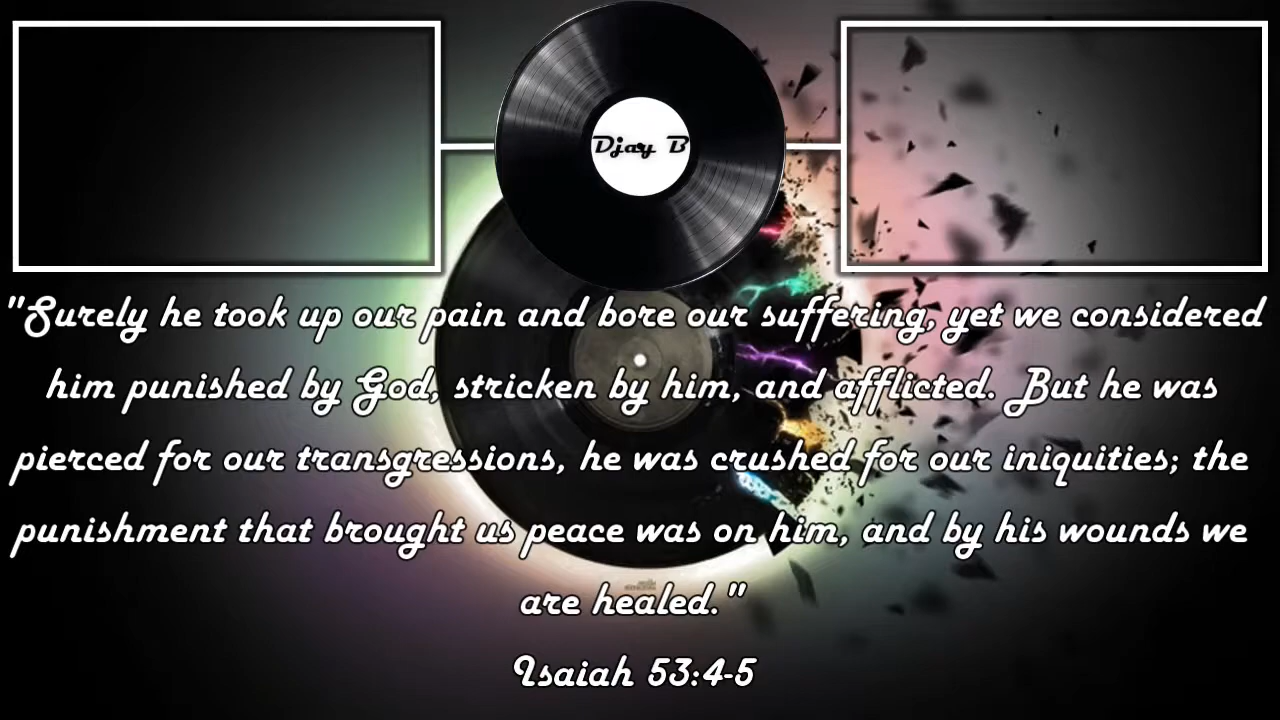 Djay B
"Surely he took up our pain and bore our suffering, yet we considered
him punished by God, stricken by him, and afflicted. But he was
pierced for our transgressions, he was crushed for our iniquities; the
punishment that brought us peace was on him, and by his wounds we
are healed."
Isaiah 53:4-5